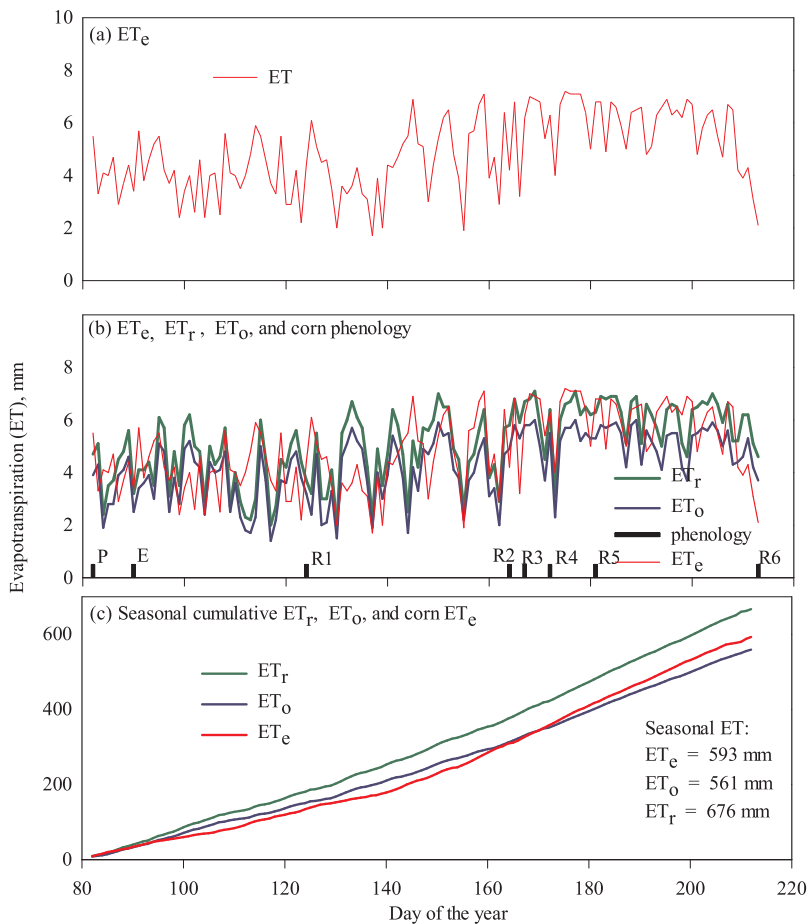 10
(a) ETe
ET
8
6
4
2
0
(b) ETe, ETr , ETo, and corn phenology
8
6
4
2
0
ETr
ETo
phenology
ETe
P E R1 R2 R3 R4 R5 R6
Evapotranspiration (ET), mm
(c) Seasonal cumulative ETr, ETo, and corn ETe
600
400
200
0
ETr
ETo
ETe
Seasonal ET:
ETe = 593 mm
ETo = 561 mm
ETr = 676 mm
80 100 120 140 160 180 200 220
Day of the year